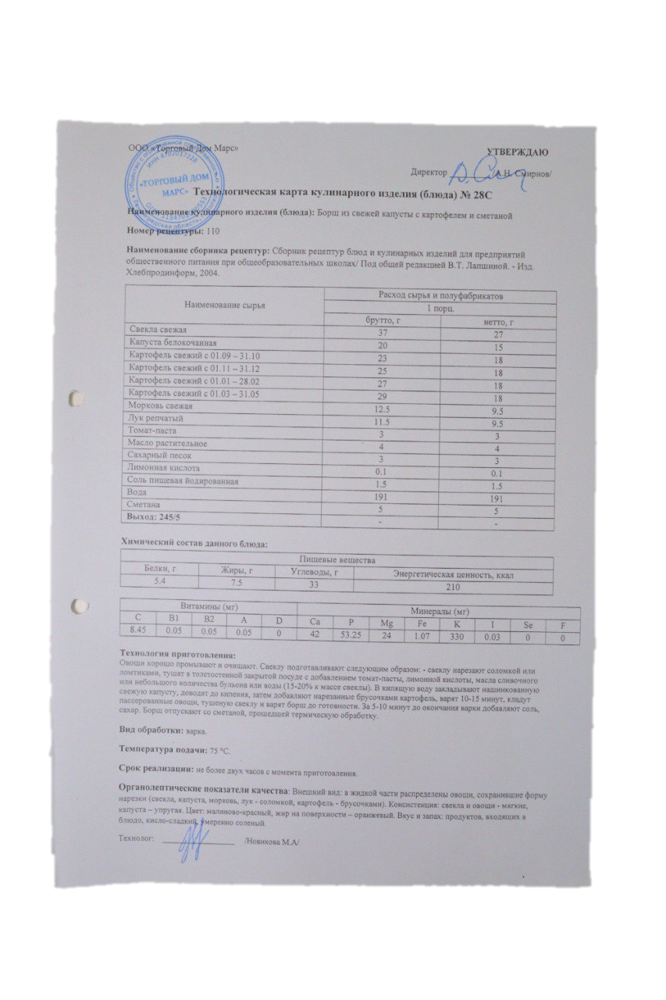 ООО «Торговый Дом Марс»
УТВЕРЖДАЮ
Директор /А.Н. Смирнов/
«ТОРГОВЫЙ ДОМ
МАРС»
Технологическая карта кулинарного изделия (блюда) № 28С
Наименование кулинарного изделия (блюда): Борщ из свежей капусты с картофелем и сметаной
Номер рецептуры: 110
Наименование сборника рецептур: Сборник рецептур блюд и кулинарных изделий для предприятий
общественного питания при общеобразовательных школах/ Под общей редакцией В.Т. Лапшиной. - Изд.
Хлебпродинформ, 2004.
Наименование сырья Расход сырья и полуфабрикатов
1 порц.
брутто, г нетто, г
Свекла свежая 37 27
Капуста белокочанная 20 15
Картофель свежий с 01.09 – 31.10 23 18
Картофель свежий с 01.11 – 31.12 25 18
Картофель свежий с 01.01 – 28.02 27 18
Картофель свежий с 01.03 – 31.05 29 18
Морковь свежая 12.5 9.5
Лук репчатый 11.5 9.5
Томат-паста 3 3
Масло растительное 4 4
Сахарный песок 3 3
Лимонная кислота 0.1 0.1
Соль пищевая йодированная 1.5 1.5
Вода 191 191
Сметана 5 5
Выход: 245/5 - -
Химический состав данного блюда:
Пищевые вещества
Белки, г Жиры, г Углеводы, г Энергетическая ценность, ккал
5.4 7.5 33 210
Витамины (мг) Минералы (мг)
C B1 B2 A D Ca P Mg Fe K I Se F
8.45 0.05 0.05 0.05 0 42 53.25 24 1.07 330 0.03 0 0
Технология приготовления:
Овощи хорошо промывают и очищают. Свеклу подготавливают следующим образом: - свеклу нарезают соломкой или
ломтиками, тушат в толстостенной закрытой посуде с добавлением томат-пасты, лимонной кислоты, масла сливочного
или небольшого количества бульона или воды (15-20% к массе свеклы). В кипящую воду закладывают нашинкованную
свежую капусту, доводят до кипения, затем добавляют нарезанные брусочками картофель, варят 10-15 минут, кладут
пассерованные овощи, тушеную свеклу и варят борщ до готовности. За 5-10 минут до окончания варки добавляют соль,
сахар. Борщ отпускают со сметаной, прошедшей термическую обработку.
Вид обработки: варка.
Температура подачи: 75 °С.
Срок реализации: не более двух часов с момента приготовления.
Органолептические показатели качества: Внешний вид: в жидкой части распределены овощи, сохранившие форму
нарезки (свекла, капуста, морковь, лук - соломкой, картофель - брусочками). Консистенция: свекла и овощи - мягкие,
капуста – упругая. Цвет: малиново-красный, жир на поверхности – оранжевый. Вкус и запах: продуктов, входящих в
блюдо, кисло-сладкий, умеренно соленый.
Технолог: /Новикова М.А/